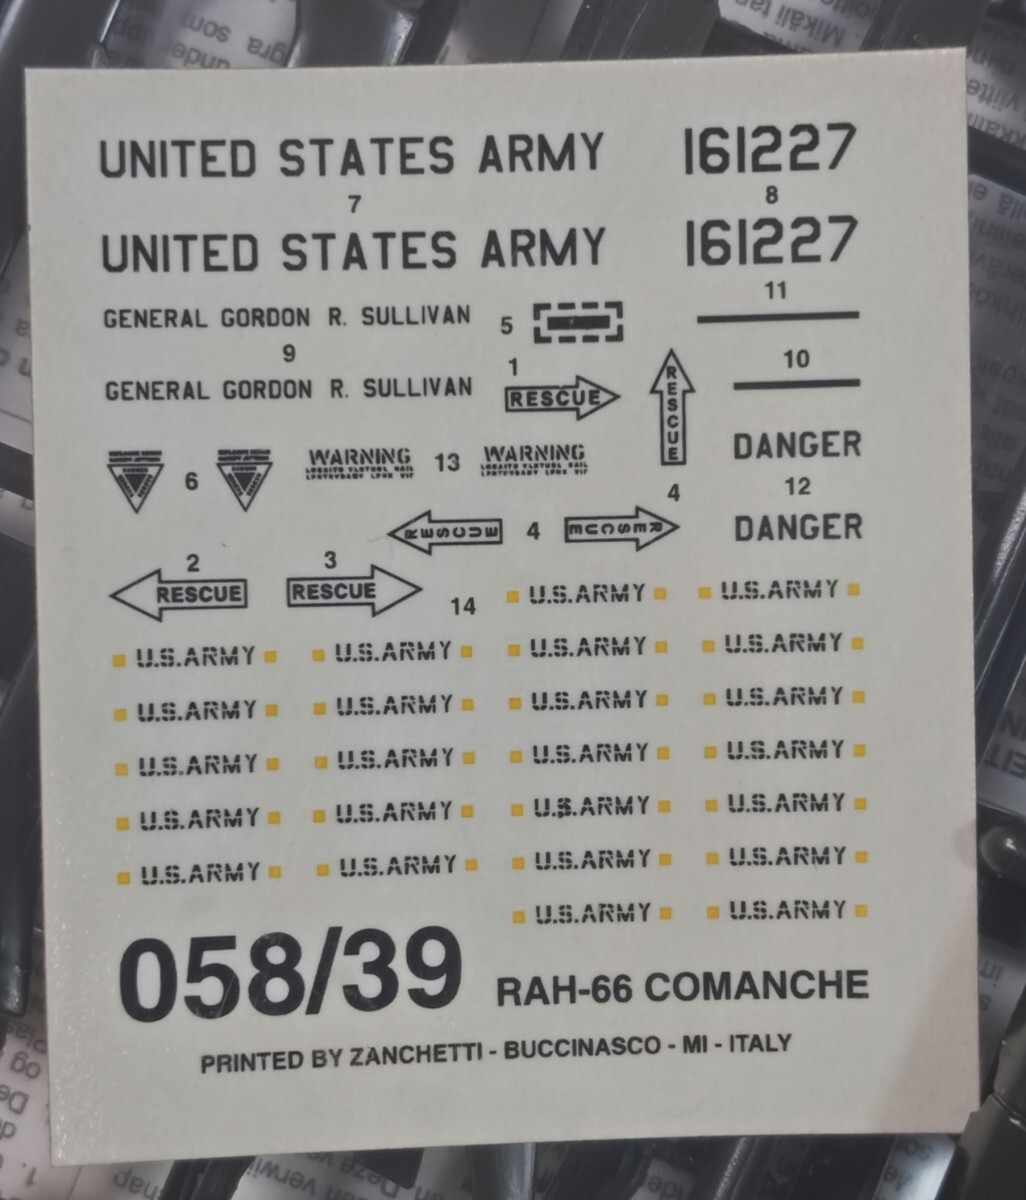 UNITED STATES ARMY 161227
7 8
UNITED STATES ARMY 161227
11
GENERAL GORDON R. SULLIVAN 5
9 1 10
GENERAL GORDON R. SULLIVAN RESCUE RESCUE
DANGER
6 WARNING 13 WARNING
4 12
RESCUE 4 RESCUE DANGER
2 3
RESCUE RESCUE 14 U.S.ARMY U.S.ARMY
U.S.ARMY U.S.ARMY U.S.ARMY U.S.ARMY
U.S.ARMY U.S.ARMY U.S.ARMY U.S.ARMY
U.S.ARMY U.S.ARMY U.S.ARMY U.S.ARMY
U.S.ARMY U.S.ARMY U.S.ARMY U.S.ARMY
U.S.ARMY U.S.ARMY U.S.ARMY U.S.ARMY
U.S.ARMY U.S.ARMY
058/39 RAH-66 COMANCHE
PRINTED BY ZANCHETTI - BUCCINASCO - MI - ITALY